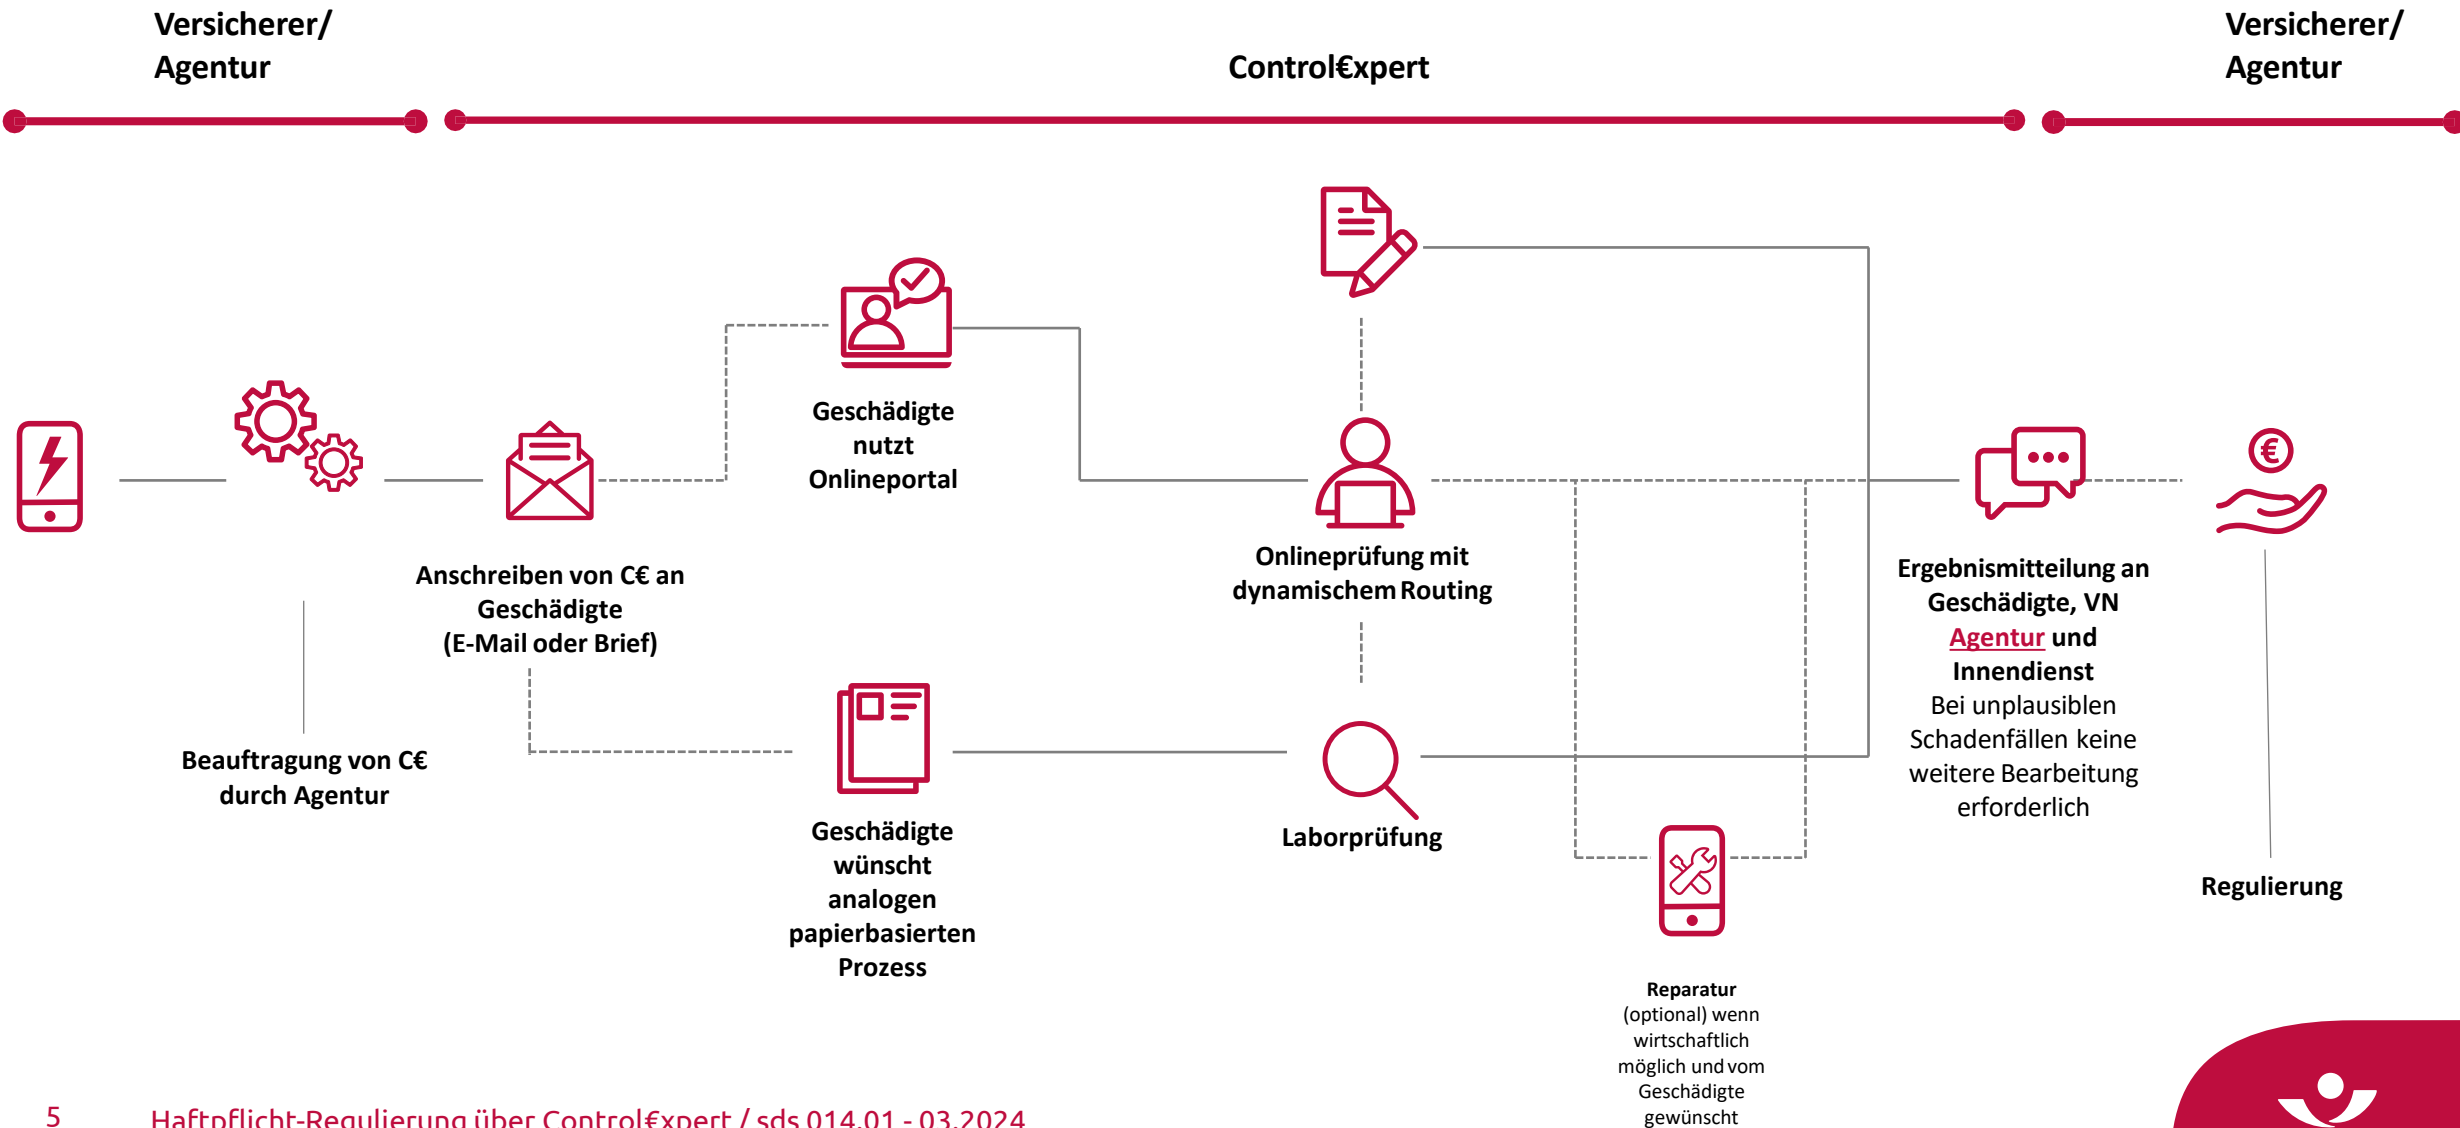 Versicherer/
Agentur
Control€xpert
Versicherer/
Agentur
Geschädigte
nutzt
Onlineportal
Anschreiben von C€ an
Geschädigte
(E-Mail oder Brief)
Beauftragung von C€
durch Agentur
Geschädigte
wünscht
analogen
papierbasierten
Prozess
Onlineprüfung mit
dynamischem Routing
Laborprüfung
Reparatur
(optional) wenn
wirtschaftlich
möglich und vom
Geschädigte
gewünscht
Ergebnismitteilung an
Geschädigte, VN
Agentur und
Innendienst
Bei unplausiblen
Schadenfällen keine
weitere Bearbeitung
erforderlich
€
Regulierung
5 Haftpflicht-Regulierung über Control€xpert / sds 014.01 - 03.2024